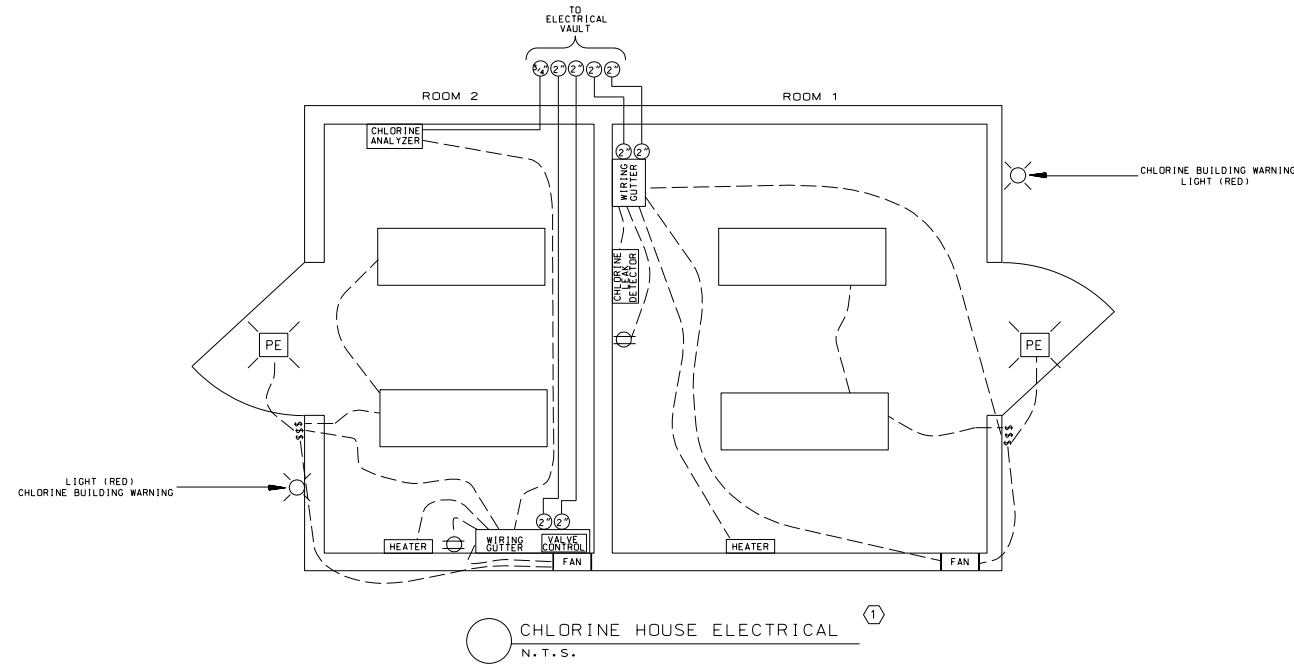 TO
ELECTRICAL
VAULT
3/4" 2" 2" 2" 2"
ROOM 2
ROOM 1
CHLORINE
ANALYZER
2" 2"
WIRING
GUTTER
CHLORINE BUILDING WARNING
LIGHT (RED)
CHLORINE
LEAK
DETECTOR
PE
PE
$$$
$$$
LIGHT (RED)
CHLORINE BUILDING WARNING
2" 2"
HEATER
WIRING
GUTTER
VALVE
CONTROL
FAN
HEATER
FAN
CHLORINE HOUSE ELECTRICAL
1
N.T.S.